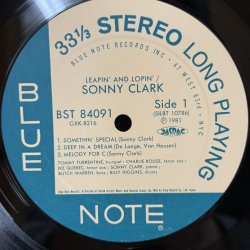 33⅓ STEREO LONG PLAYING
BLUE NOTE RECORDS INC · 47 WEST 63rd · NYC
LEAPIN' AND LOPIN' /
SONNY CLARK
BST 84091
GXK-8216
Side 1
(SILBT 10786)
℗ 1981
1. SOMETHIN' SPECIAL (Sonny Clark)
2. DEEP IN A DREAM (De Lange, Van Heusen)
3. MELODY FOR C (Sonny Clark)
TOMMY TURRENTINE, trumpet · CHARLIE ROUSE, tenor sax
IKE QUEBEC, tenor sax · SONNY CLARK, piano
BUTCH WARREN, bass · BILLY HIGGINS, drums
BLUE
NOTE